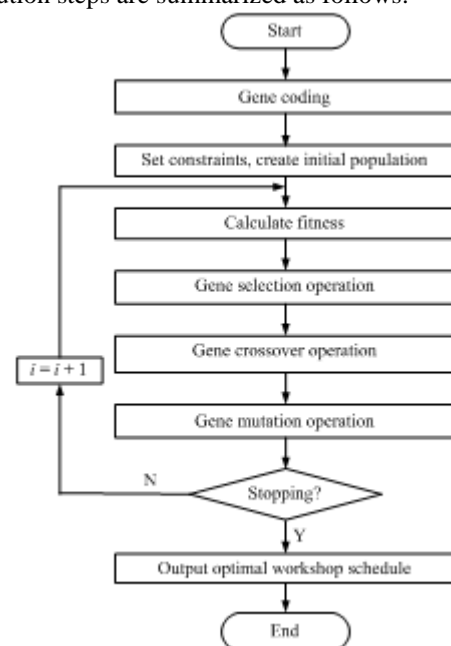 ution steps are summarized as follows:
Start
Gene coding
Set constraints, create initial population
Calculate fitness
Gene selection operation
Gene crossover operation
i = i + 1
Gene mutation operation
N
Stopping?
Y
Output optimal workshop schedule
End